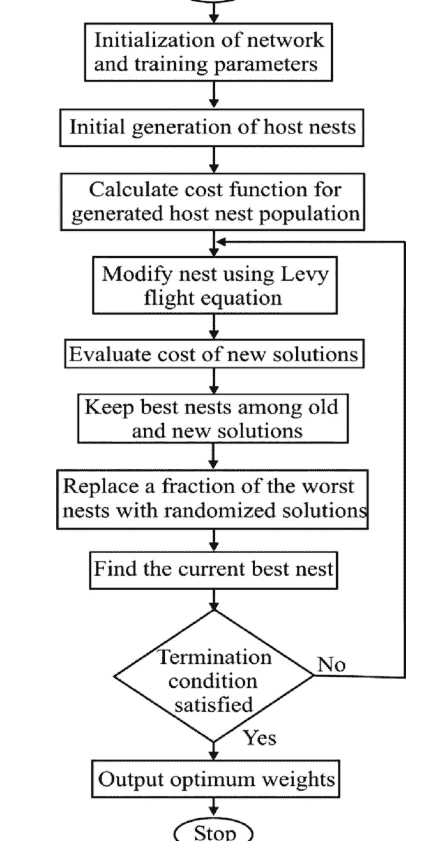 Initialization of network
and training parameters
Initial generation of host nests
Calculate cost function for
generated host nest population
Modify nest using Levy
flight equation
Evaluate cost of new solutions
Keep best nests among old
and new solutions
Replace a fraction of the worst
nests with randomized solutions
Find the current best nest
Termination
condition
satisfied
No
Yes
Output optimum weights
Stop